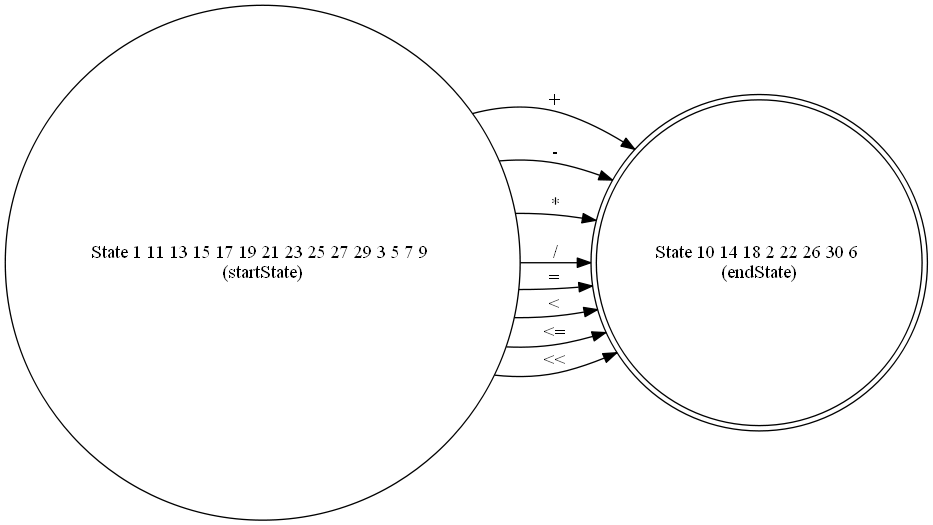 +
-
*
/
=
<
<=
<<
State 1 11 13 15 17 19 21 23 25 27 29 3 5 7 9
(startState)
State 10 14 18 2 22 26 30 6
(endState)